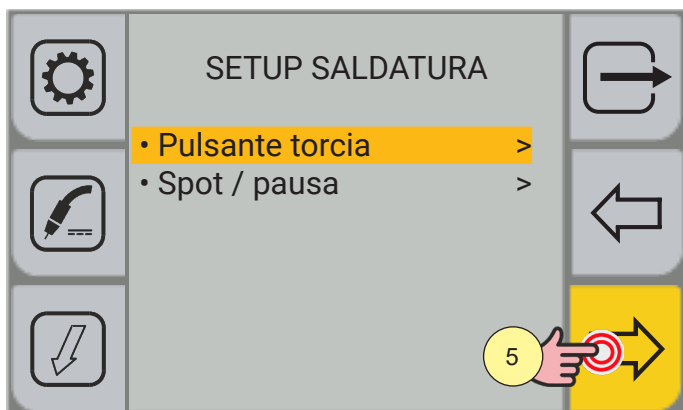 SETUP SALDATURA
• Pulsante torcia >
• Spot / pausa >
5